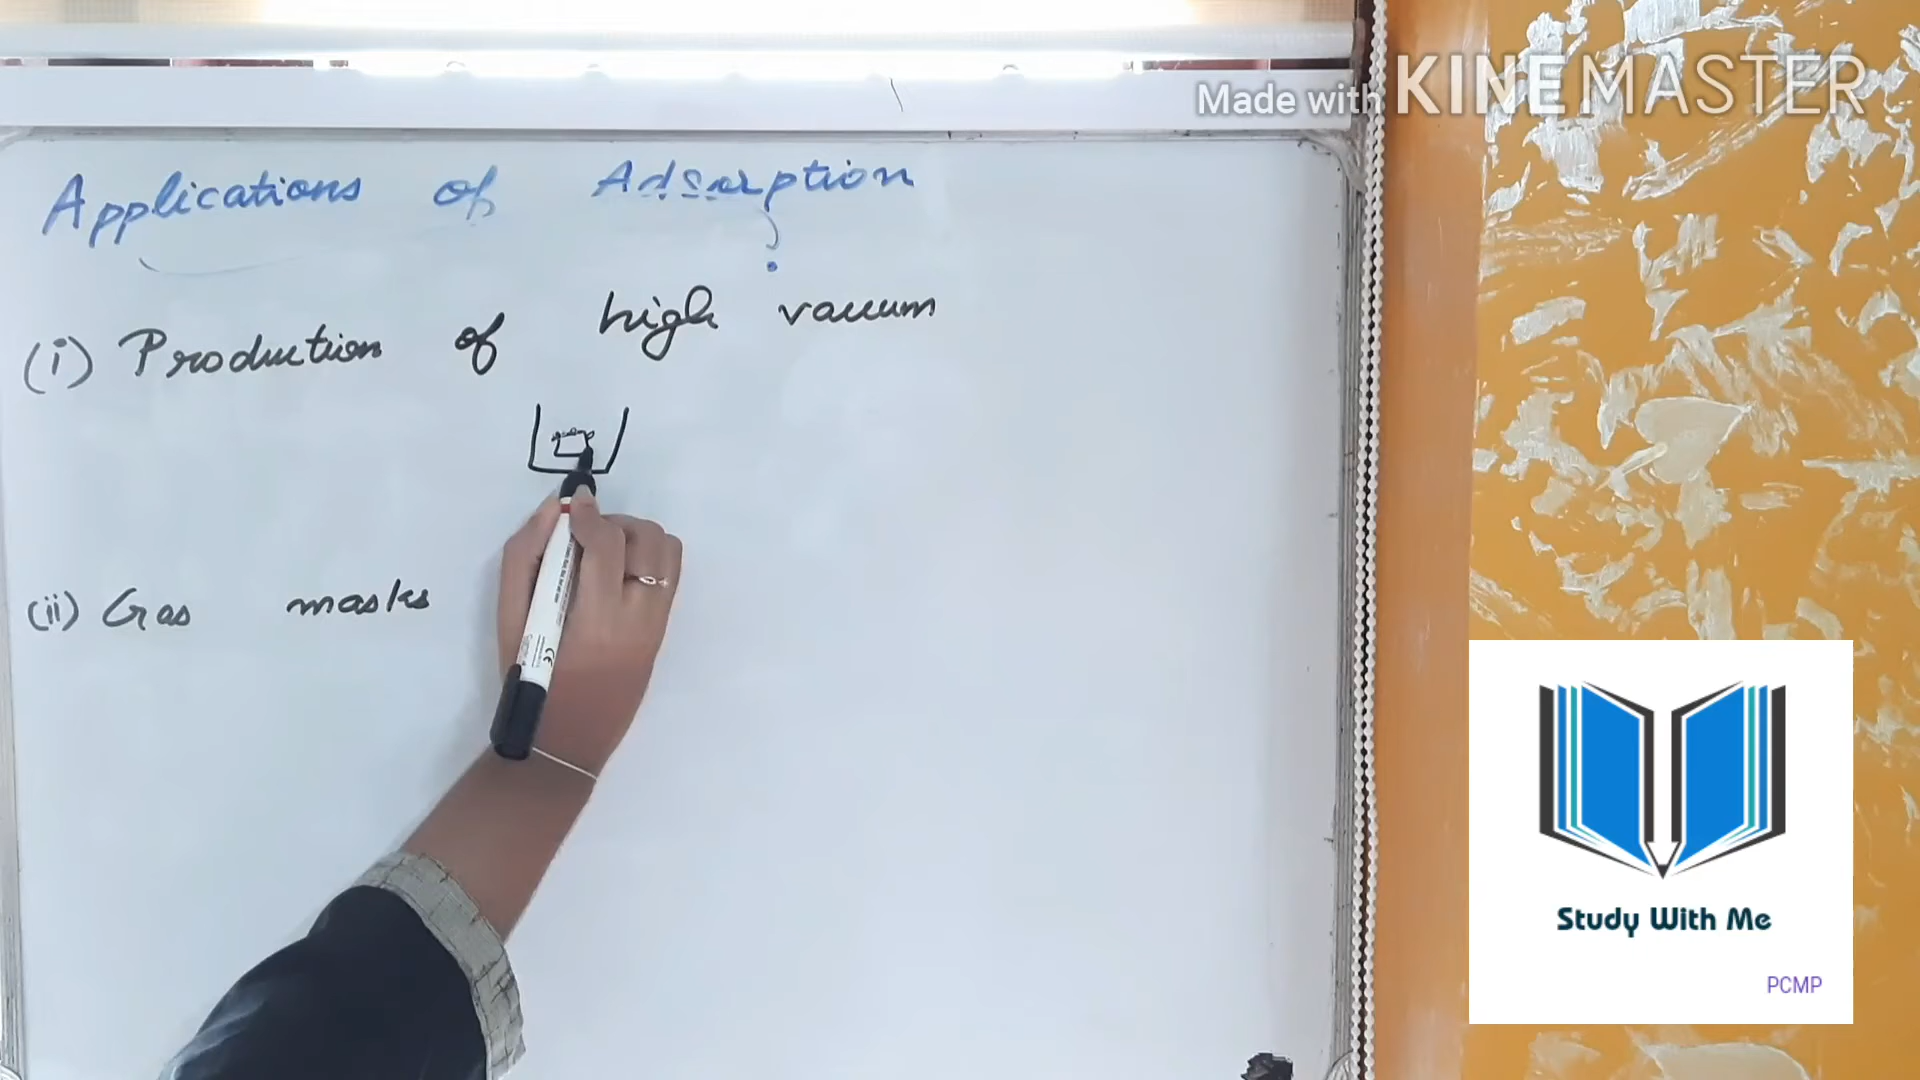 Made with KINEMASTER
Applications of Adsorption ?
(i) Production of high vacuum
(ii) Gas masks
Study With Me
PCMP